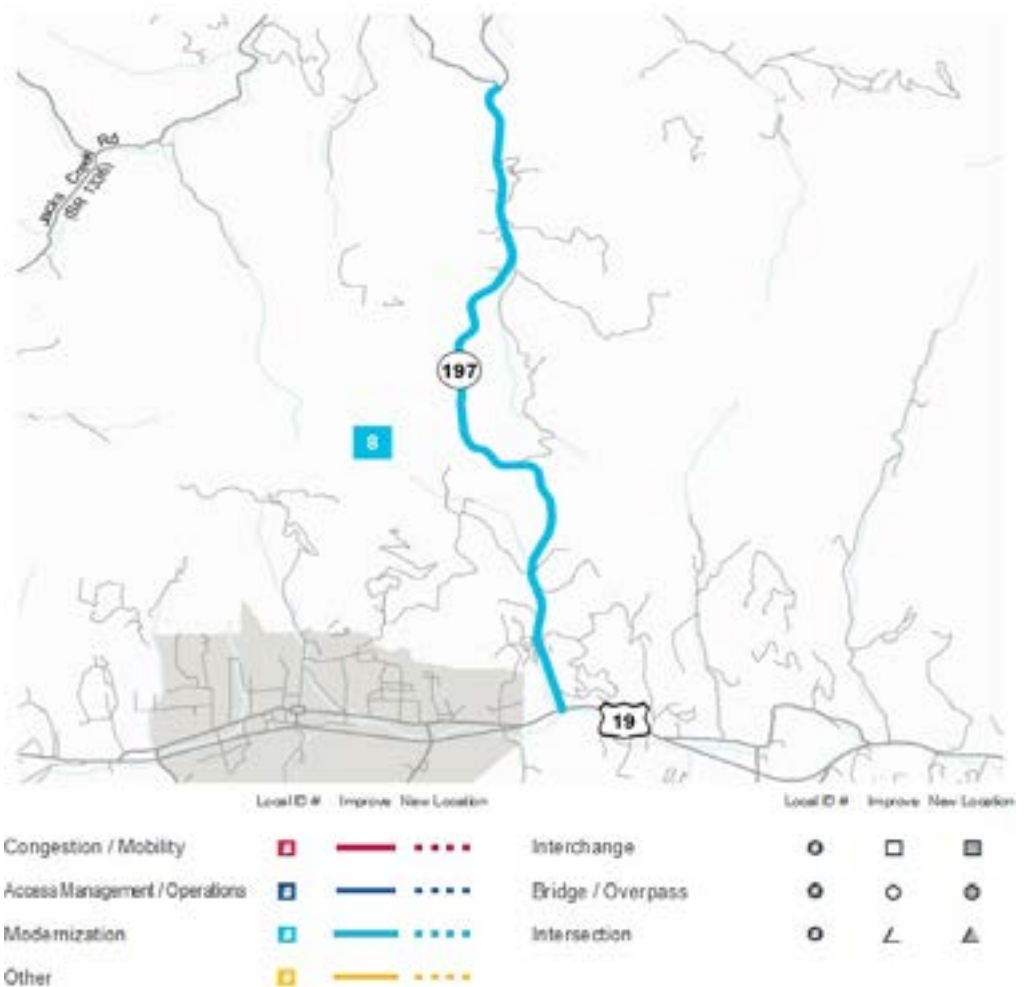 Jacks Creek Rd
(SR 1336)
197
8
19
Local ID # Improve New Location
Local ID # Improve New Location
Congestion / Mobility
Interchange
Access Management / Operations
Bridge / Overpass
Modernization
Intersection
Other